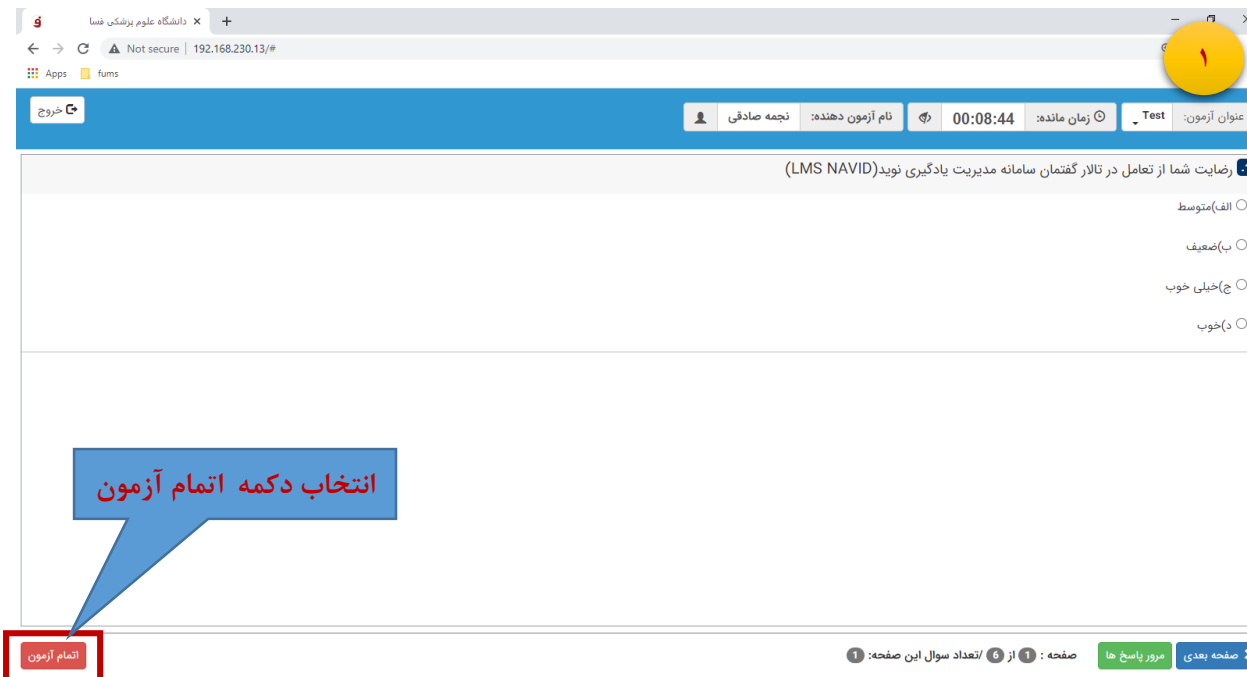 دانشگاه علوم پزشکی فسا
Not secure | 192.168.230.13/#
Apps fums
۱
عنوان آزمون: Test زمان مانده: 00:08:44 نام آزمون دهنده: نجمه صادقی
خروج
رضایت شما از تعامل در تالار گفتمان سامانه مدیریت یادگیری نوید(LMS NAVID)
الف)متوسط
ب)ضعیف
ج)خیلی خوب
د)خوب
انتخاب دکمه اتمام آزمون
صفحه بعدی مرور پاسخ ها صفحه : 1 از 6 /تعداد سوال این صفحه: 1
اتمام آزمون